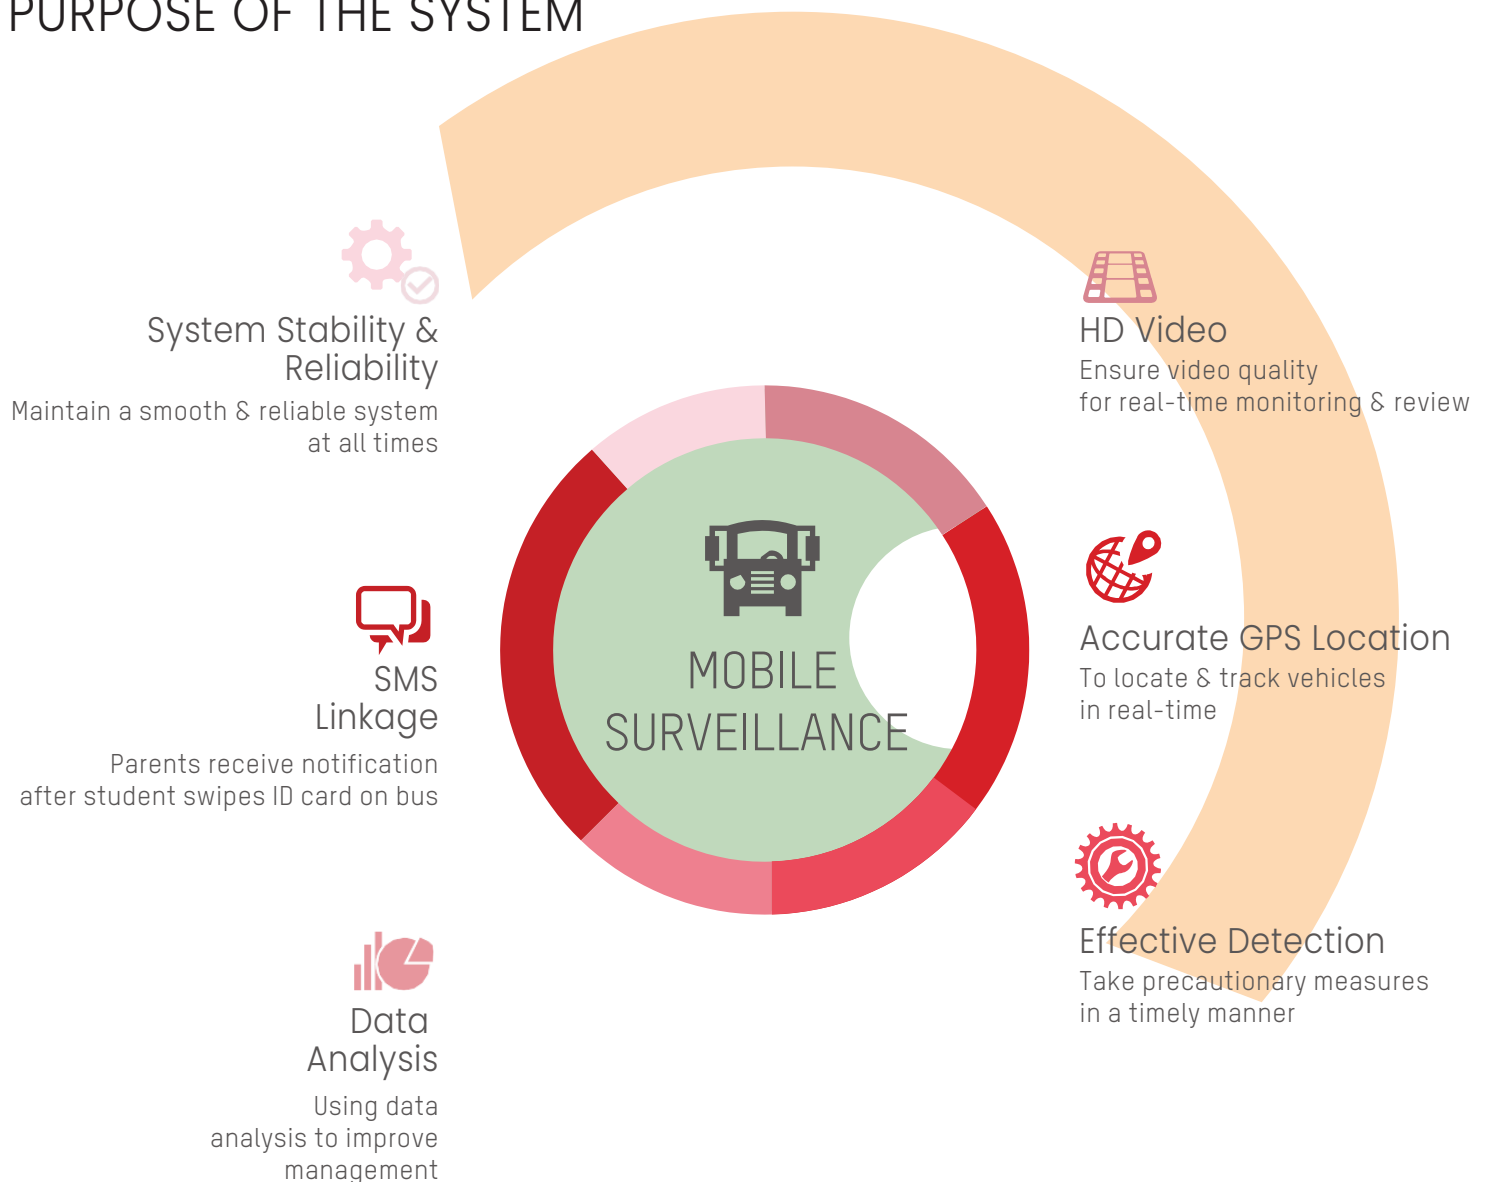 PURPOSE OF THE SYSTEM
System Stability &
Reliability
Maintain a smooth & reliable system
at all times
SMS
Linkage
Parents receive notification
after student swipes ID card on bus
Data
Analysis
Using data
analysis to improve
management
MOBILE
SURVEILLANCE
HD Video
Ensure video quality
for real-time monitoring & review
Accurate GPS Location
To locate & track vehicles
in real-time
Effective Detection
Take precautionary measures
in a timely manner